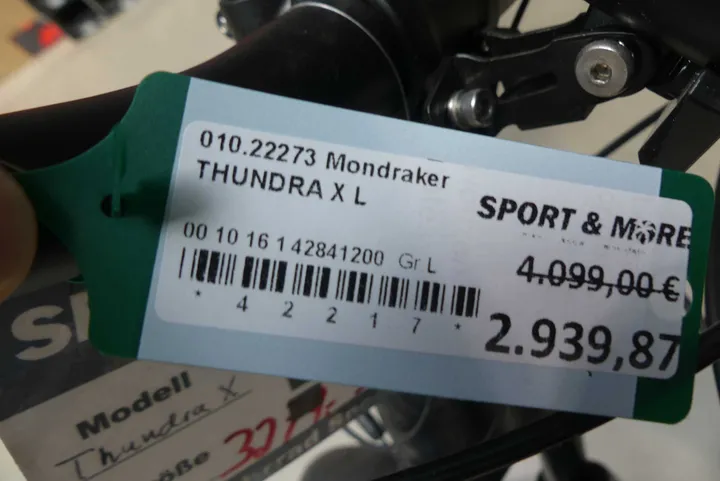 010.22273 Mondraker
THUNDRA X L
SPORT & MORE
00 10 16 1 42841200 Gr L
4.099,00 €
* 4 2 2 1 7 *
2.939,87
Modell
Thundra X